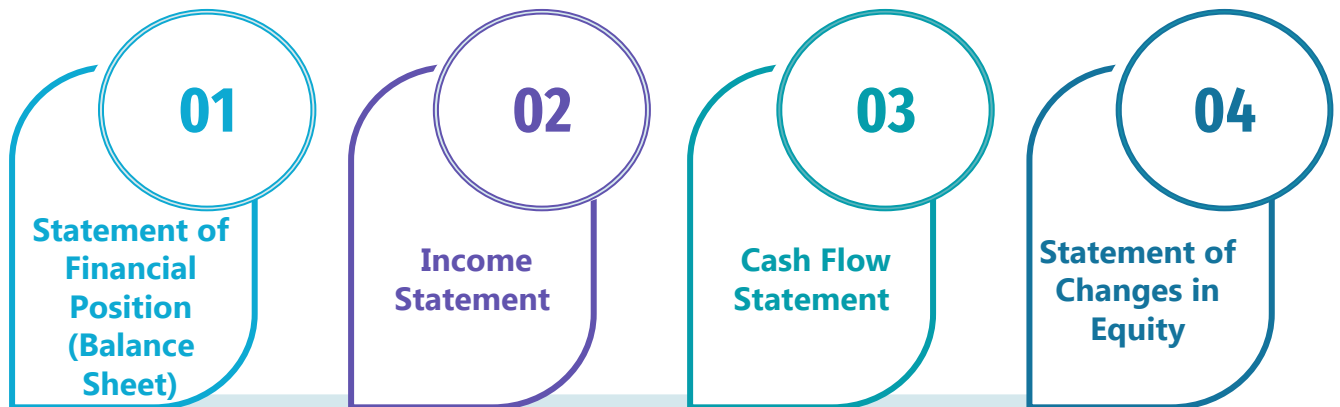 01
Statement of
Financial
Position
(Balance
Sheet)
02
Income
Statement
03
Cash Flow
Statement
04
Statement of
Changes in
Equity